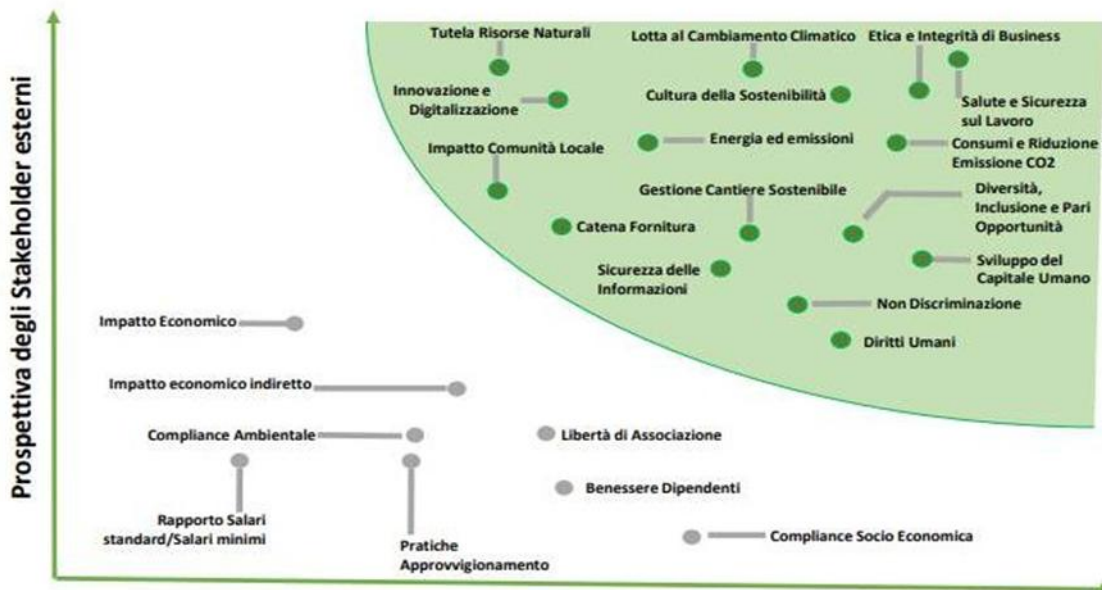 Prospettiva degli Stakeholder esterni
Tutela Risorse Naturali
Lotta al Cambiamento Climatico
Etica e Integrità di Business
Innovazione e
Digitalizzazione
Cultura della Sostenibilità
Salute e Sicurezza
sul Lavoro
Impatto Comunità Locale
Energia ed emissioni
Consumi e Riduzione
Emissione CO2
Gestione Cantiere Sostenibile
Diversità,
Inclusione e Pari
Opportunità
Catena Fornitura
Sicurezza delle
Informazioni
Sviluppo del
Capitale Umano
Non Discriminazione
Diritti Umani
Impatto Economico
Impatto economico indiretto
Compliance Ambientale
Libertà di Associazione
Benessere Dipendenti
Rapporto Salari
standard/Salari minimi
Pratiche
Approvvigionamento
Compliance Socio Economica